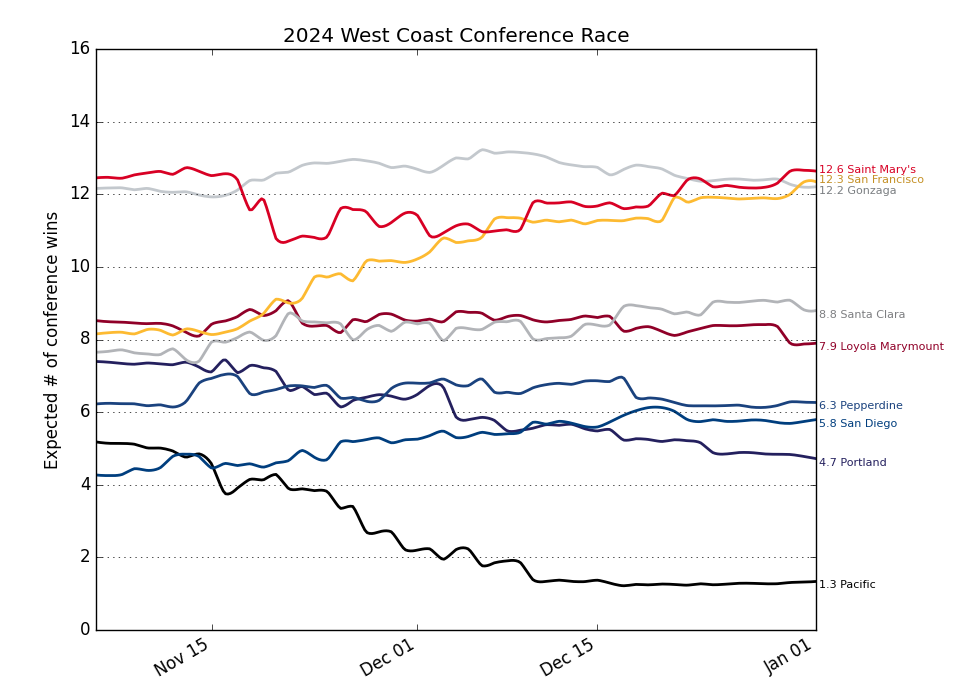 2024 West Coast Conference Race
Expected # of conference wins
16
14
12
10
8
6
4
2
0
12.6 Saint Mary's
12.3 San Francisco
12.2 Gonzaga
8.8 Santa Clara
7.9 Loyola Marymount
6.3 Pepperdine
5.8 San Diego
4.7 Portland
1.3 Pacific
Nov 15
Dec 01
Dec 15
Jan 01